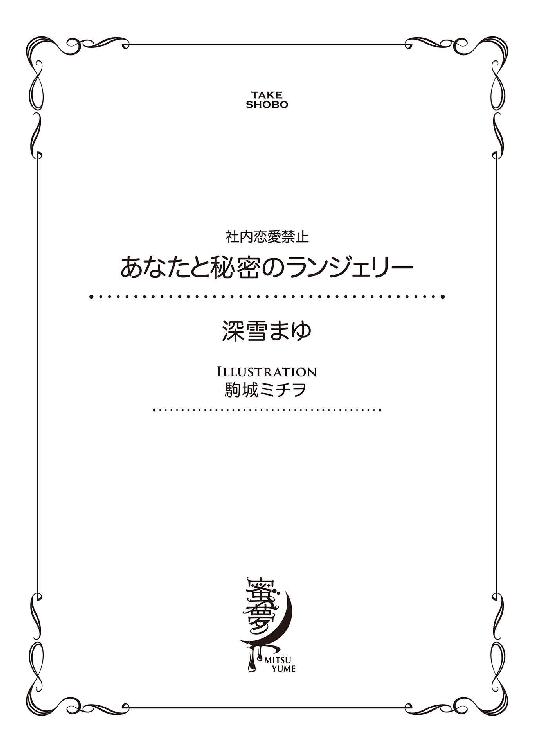 TAKE
SHOBO
社内恋愛禁止
あなたと秘密のランジェリー
深雪まゆ
ILLUSTRATION
駒城ミチヲ
蜜夢
MITSU
YUME